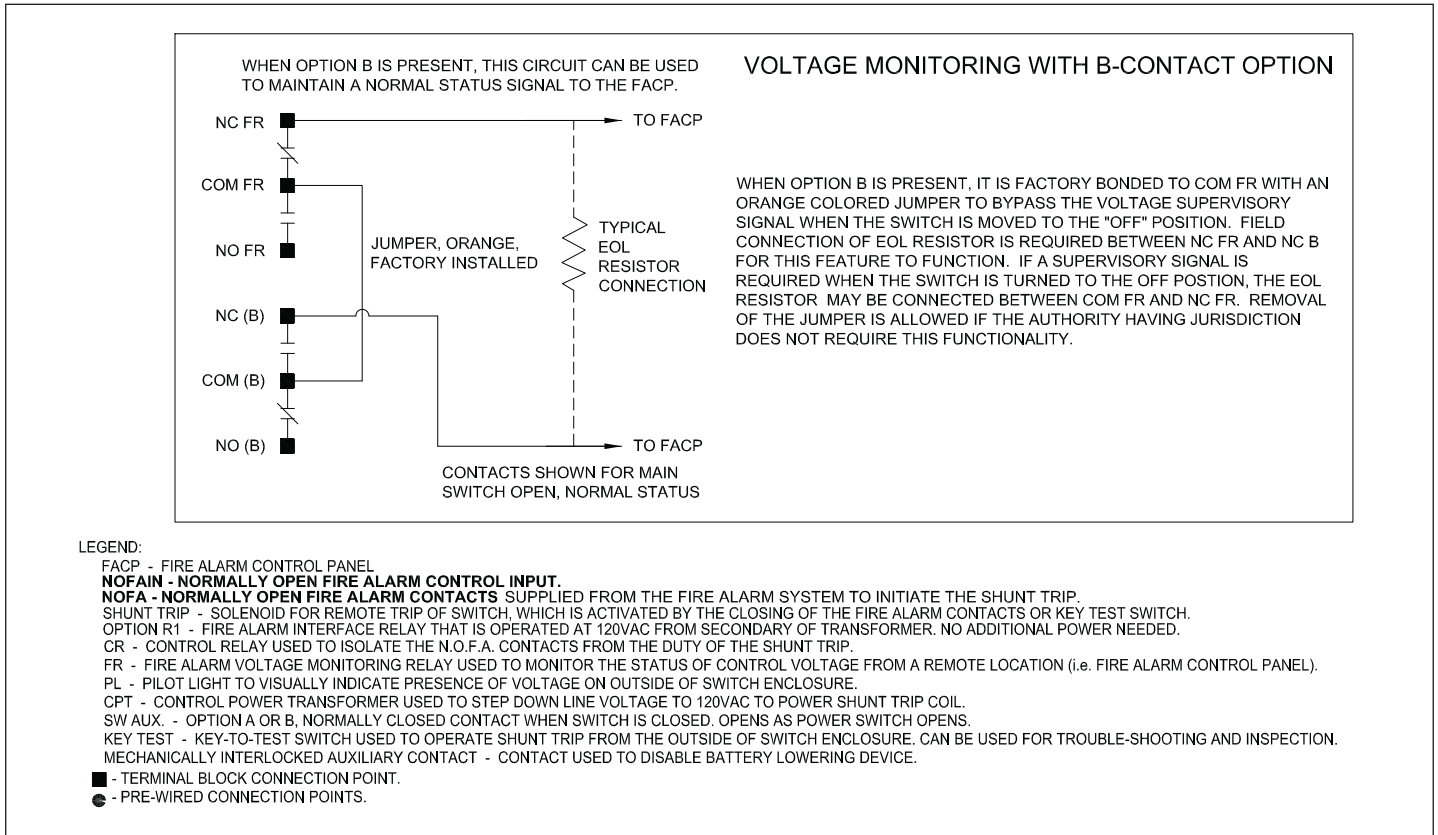 WHEN OPTION B IS PRESENT, THIS CIRCUIT CAN BE USED
TO MAINTAIN A NORMAL STATUS SIGNAL TO THE FACP.
VOLTAGE MONITORING WITH B-CONTACT OPTION
NC FR
TO FACP
COM FR
NO FR
JUMPER, ORANGE,
FACTORY INSTALLED
TYPICAL
EOL
RESISTOR
CONNECTION
NC (B)
COM (B)
NO (B)
TO FACP
CONTACTS SHOWN FOR MAIN
SWITCH OPEN, NORMAL STATUS
WHEN OPTION B IS PRESENT, IT IS FACTORY BONDED TO COM FR WITH AN
ORANGE COLORED JUMPER TO BYPASS THE VOLTAGE SUPERVISORY
SIGNAL WHEN THE SWITCH IS MOVED TO THE "OFF" POSITION. FIELD
CONNECTION OF EOL RESISTOR IS REQUIRED BETWEEN NC FR AND NC B
FOR THIS FEATURE TO FUNCTION. IF A SUPERVISORY SIGNAL IS
REQUIRED WHEN THE SWITCH IS TURNED TO THE OFF POSTION, THE EOL
RESISTOR MAY BE CONNECTED BETWEEN COM FR AND NC FR. REMOVAL
OF THE JUMPER IS ALLOWED IF THE AUTHORITY HAVING JURISDICTION
DOES NOT REQUIRE THIS FUNCTIONALITY.
LEGEND:
FACP - FIRE ALARM CONTROL PANEL
NOFAIN - NORMALLY OPEN FIRE ALARM CONTROL INPUT.
NOFA - NORMALLY OPEN FIRE ALARM CONTACTS SUPPLIED FROM THE FIRE ALARM SYSTEM TO INITIATE THE SHUNT TRIP.
SHUNT TRIP - SOLENOID FOR REMOTE TRIP OF SWITCH, WHICH IS ACTIVATED BY THE CLOSING OF THE FIRE ALARM CONTACTS OR KEY TEST SWITCH.
OPTION R1 - FIRE ALARM INTERFACE RELAY THAT IS OPERATED AT 120VAC FROM SECONDARY OF TRANSFORMER. NO ADDITIONAL POWER NEEDED.
CR - CONTROL RELAY USED TO ISOLATE THE N.O.F.A. CONTACTS FROM THE DUTY OF THE SHUNT TRIP.
FR - FIRE ALARM VOLTAGE MONITORING RELAY USED TO MONITOR THE STATUS OF CONTROL VOLTAGE FROM A REMOTE LOCATION (i.e. FIRE ALARM CONTROL PANEL).
PL - PILOT LIGHT TO VISUALLY INDICATE PRESENCE OF VOLTAGE ON OUTSIDE OF SWITCH ENCLOSURE.
CPT - CONTROL POWER TRANSFORMER USED TO STEP DOWN LINE VOLTAGE TO 120VAC TO POWER SHUNT TRIP COIL.
SW AUX. - OPTION A OR B, NORMALLY CLOSED CONTACT WHEN SWITCH IS CLOSED. OPENS AS POWER SWITCH OPENS.
KEY TEST - KEY-TO-TEST SWITCH USED TO OPERATE SHUNT TRIP FROM THE OUTSIDE OF SWITCH ENCLOSURE. CAN BE USED FOR TROUBLE-SHOOTING AND INSPECTION.
MECHANICALLY INTERLOCKED AUXILIARY CONTACT - CONTACT USED TO DISABLE BATTERY LOWERING DEVICE.
- TERMINAL BLOCK CONNECTION POINT.
- PRE-WIRED CONNECTION POINTS.